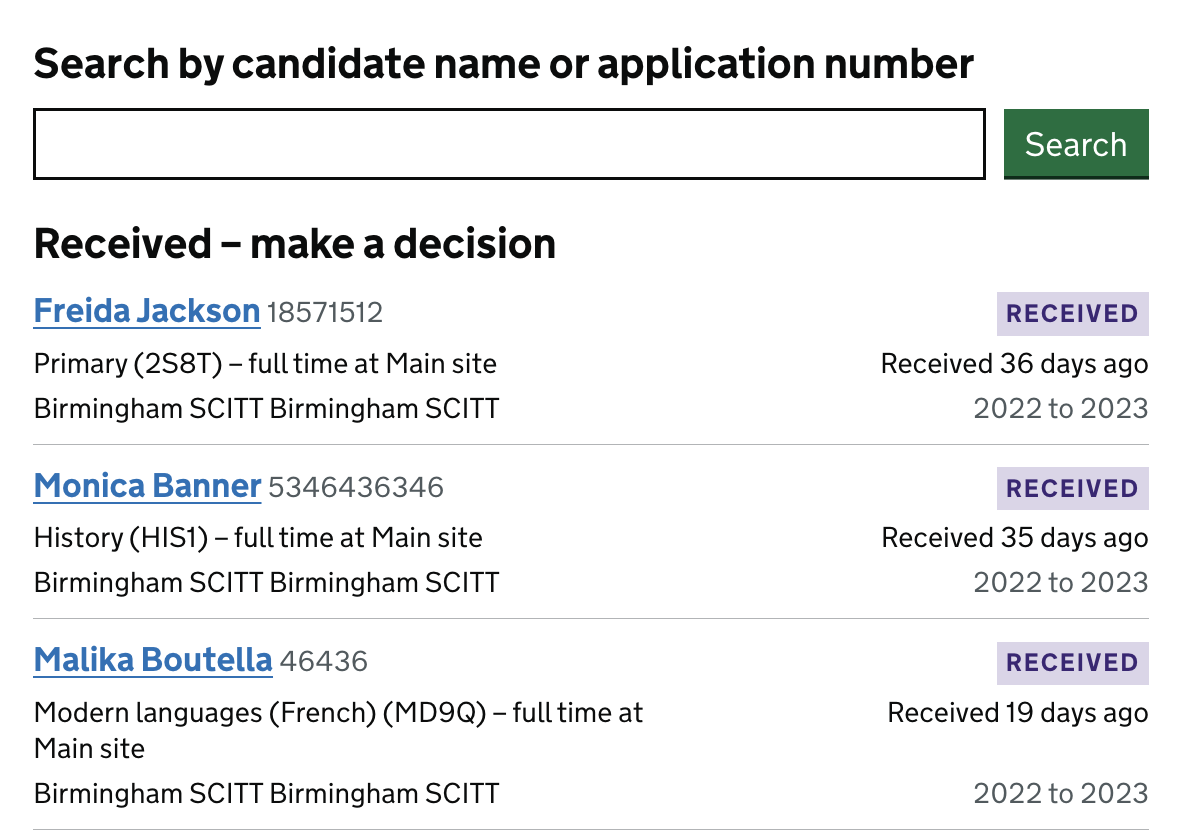 Search by candidate name or application number
Search
Received – make a decision
Freida Jackson 18571512 RECEIVED
Primary (2S8T) – full time at Main site Received 36 days ago
Birmingham SCITT Birmingham SCITT 2022 to 2023
Monica Banner 5346436346 RECEIVED
History (HIS1) – full time at Main site Received 35 days ago
Birmingham SCITT Birmingham SCITT 2022 to 2023
Malika Boutella 46436 RECEIVED
Modern languages (French) (MD9Q) – full time at Received 19 days ago
Main site
Birmingham SCITT Birmingham SCITT 2022 to 2023